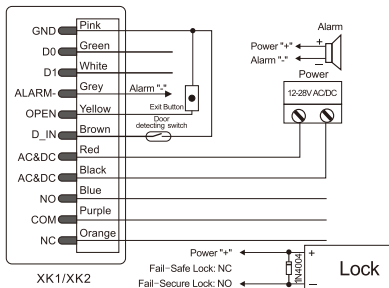 GND Pink
D0 Green
D1 White
ALARM- Grey Alarm "-"
OPEN Yellow Exit Button
Door
detecting switch
D_IN Brown
AC&DC Red
AC&DC Black
NO Blue
COM Purple
NC Orange
XK1/XK2
Alarm
Power "+" +
Alarm "-" −
Power
12-28V AC/DC
Power "+" +
Fail-Safe Lock: NC
Fail-Secure Lock: NO −
1N4004
Lock